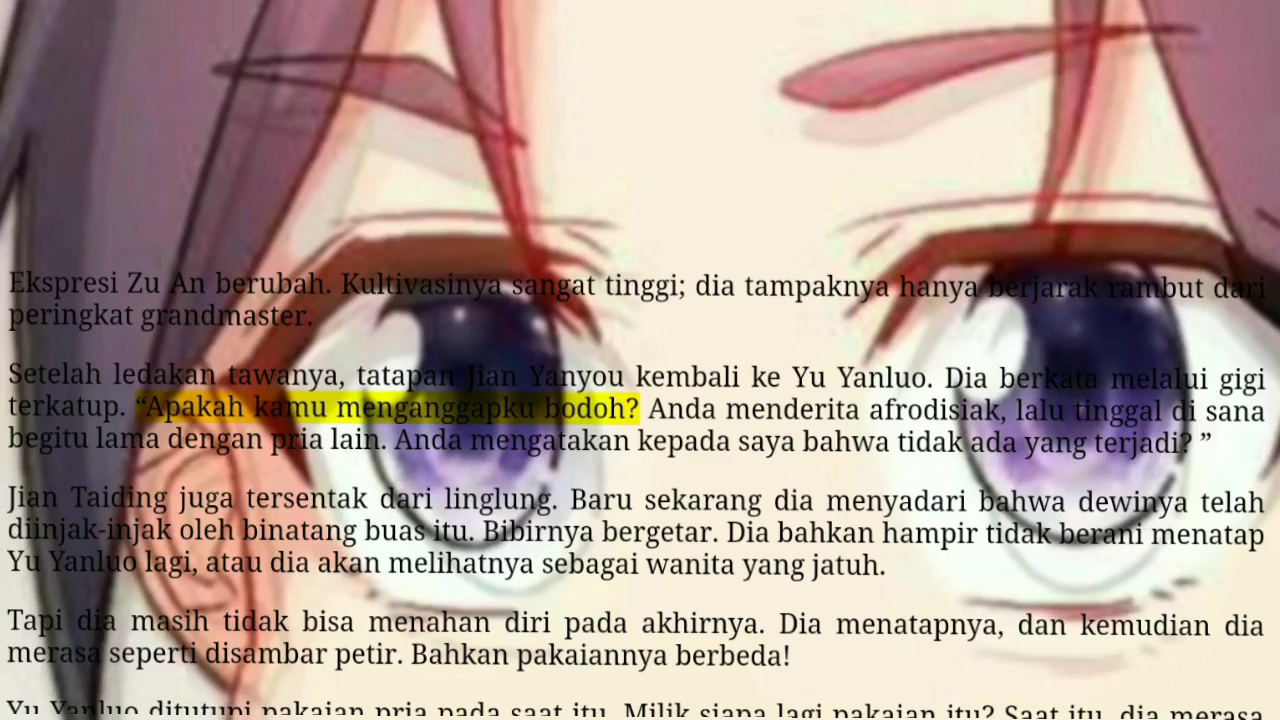 Ekspresi Zu An berubah. Kultivasinya sangat tinggi; dia tampaknya hanya berjarak rambut dari
peringkat grandmaster.
Setelah ledakan tawanya, tatapan Jian Yanyou kembali ke Yu Yanluo. Dia berkata melalui gigi
terkatup. “Apakah kamu menganggapku bodoh? Anda menderita afrodisiak, lalu tinggal di sana
begitu lama dengan pria lain. Anda mengatakan kepada saya bahwa tidak ada yang terjadi? ”
Jian Taiding juga tersentak dari linglung. Baru sekarang dia menyadari bahwa dewinya telah
diinjak-injak oleh binatang buas itu. Bibirnya bergetar. Dia bahkan hampir tidak berani menatap
Yu Yanluo lagi, atau dia akan melihatnya sebagai wanita yang jatuh.
Tapi dia masih tidak bisa menahan diri pada akhirnya. Dia menatapnya, dan kemudian dia
merasa seperti disambar petir. Bahkan pakaiannya berbeda!
Yu Yanluo ditutupi pakaian pria pada saat itu. Milik siapa lagi pakaian itu? Saat itu, dia merasa